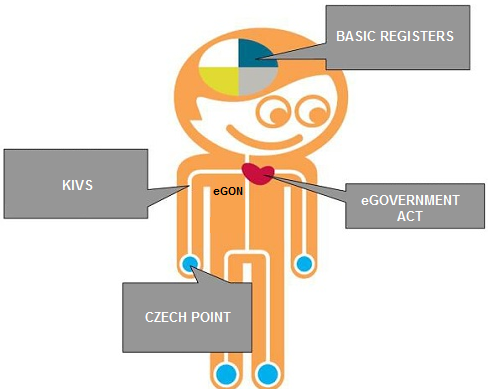 BASIC REGISTERS
KIVS
eGON
eGOVERNMENT
ACT
CZECH POINT